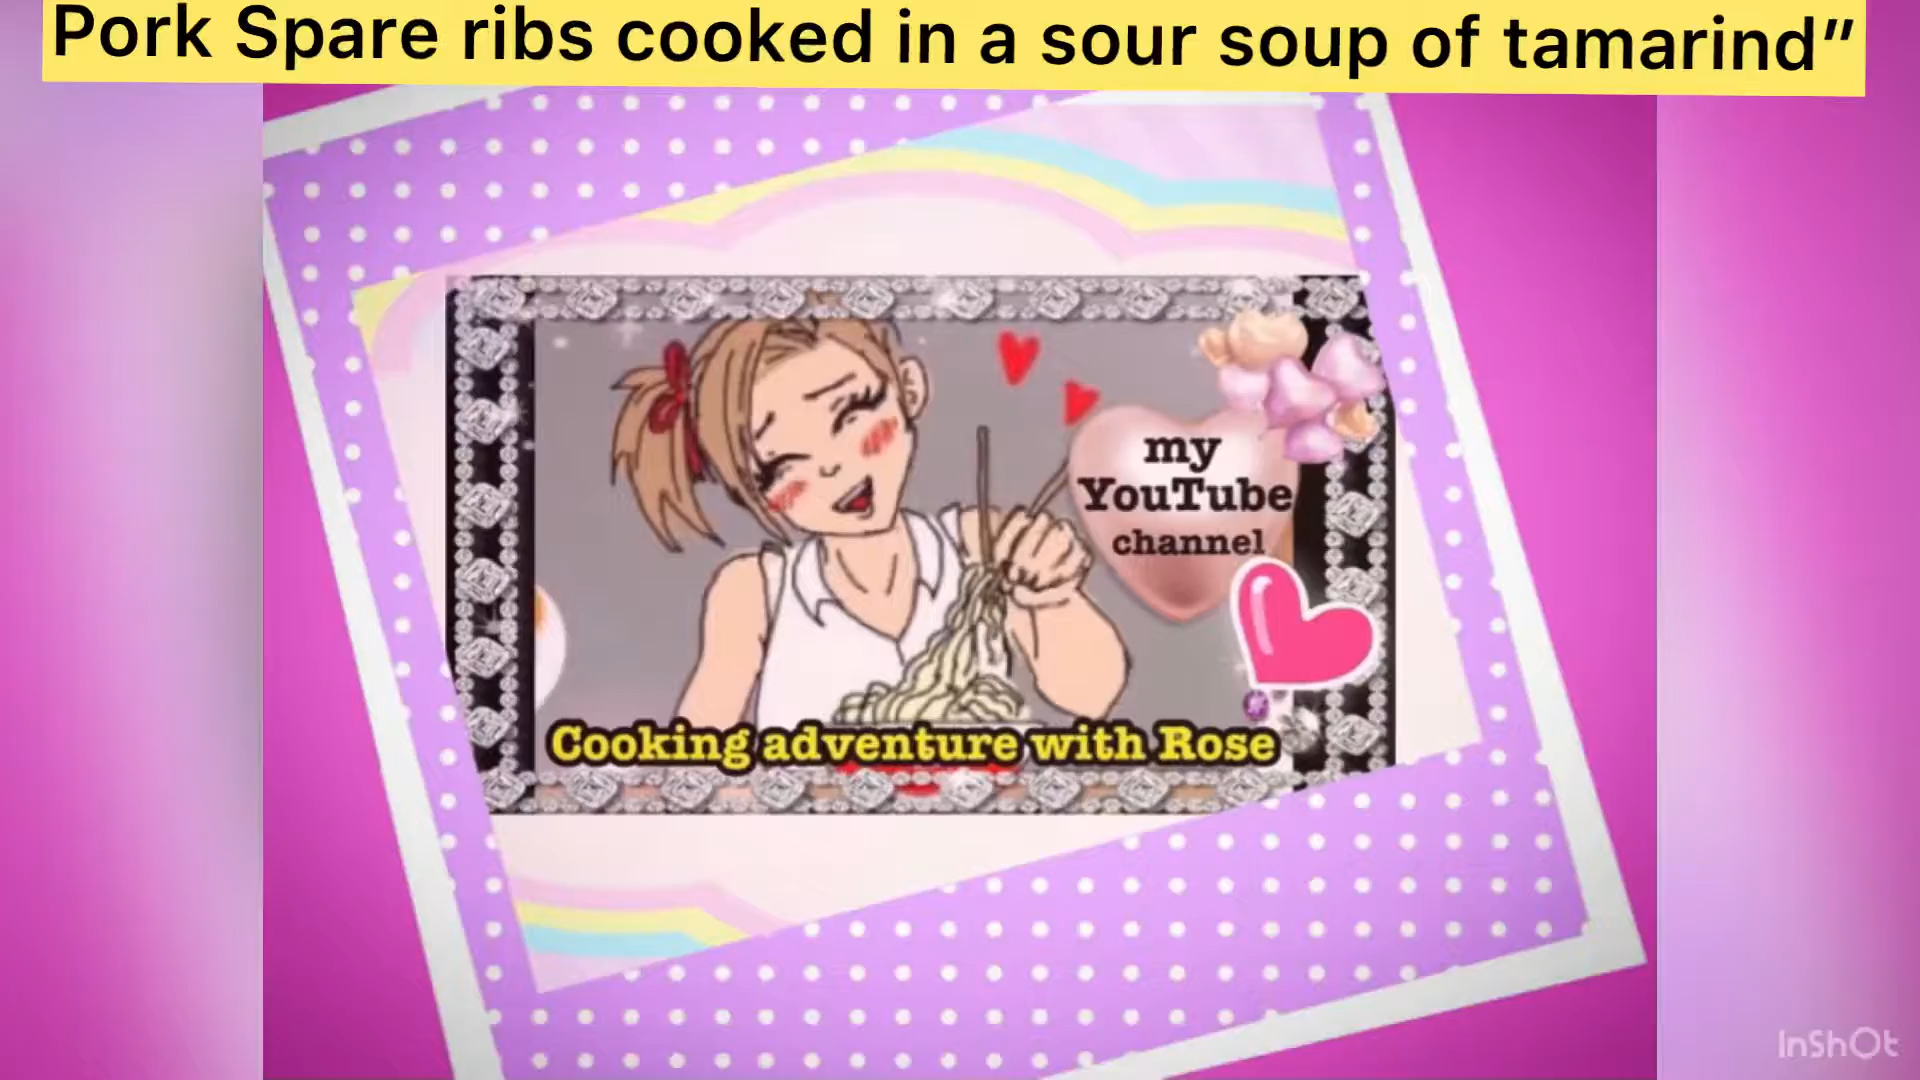 Pork Spare ribs cooked in a sour soup of tamarind”
my
YouTube
channel
Cooking adventure with Rose
InShOt